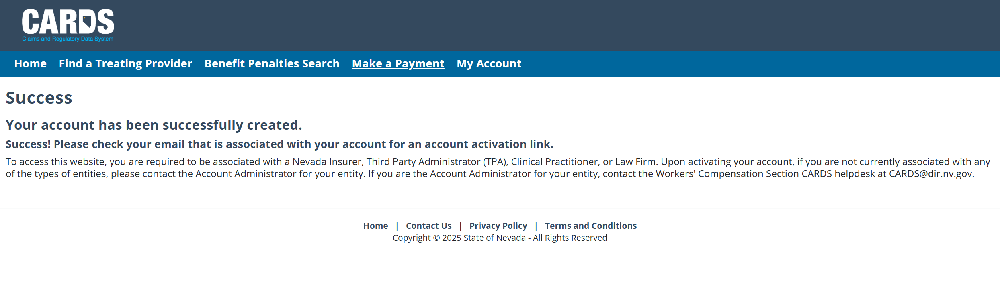 CARDS
Claims and Regulatory Data System
Home Find a Treating Provider Benefit Penalties Search Make a Payment My Account
Success
Your account has been successfully created.
Success! Please check your email that is associated with your account for an account activation link.
To access this website, you are required to be associated with a Nevada Insurer, Third Party Administrator (TPA), Clinical Practitioner, or Law Firm. Upon activating your account, if you are not currently associated with any
of the types of entities, please contact the Account Administrator for your entity. If you are the Account Administrator for your entity, contact the Workers' Compensation Section CARDS helpdesk at CARDS@dir.nv.gov.
Home | Contact Us | Privacy Policy | Terms and Conditions
Copyright © 2025 State of Nevada - All Rights Reserved